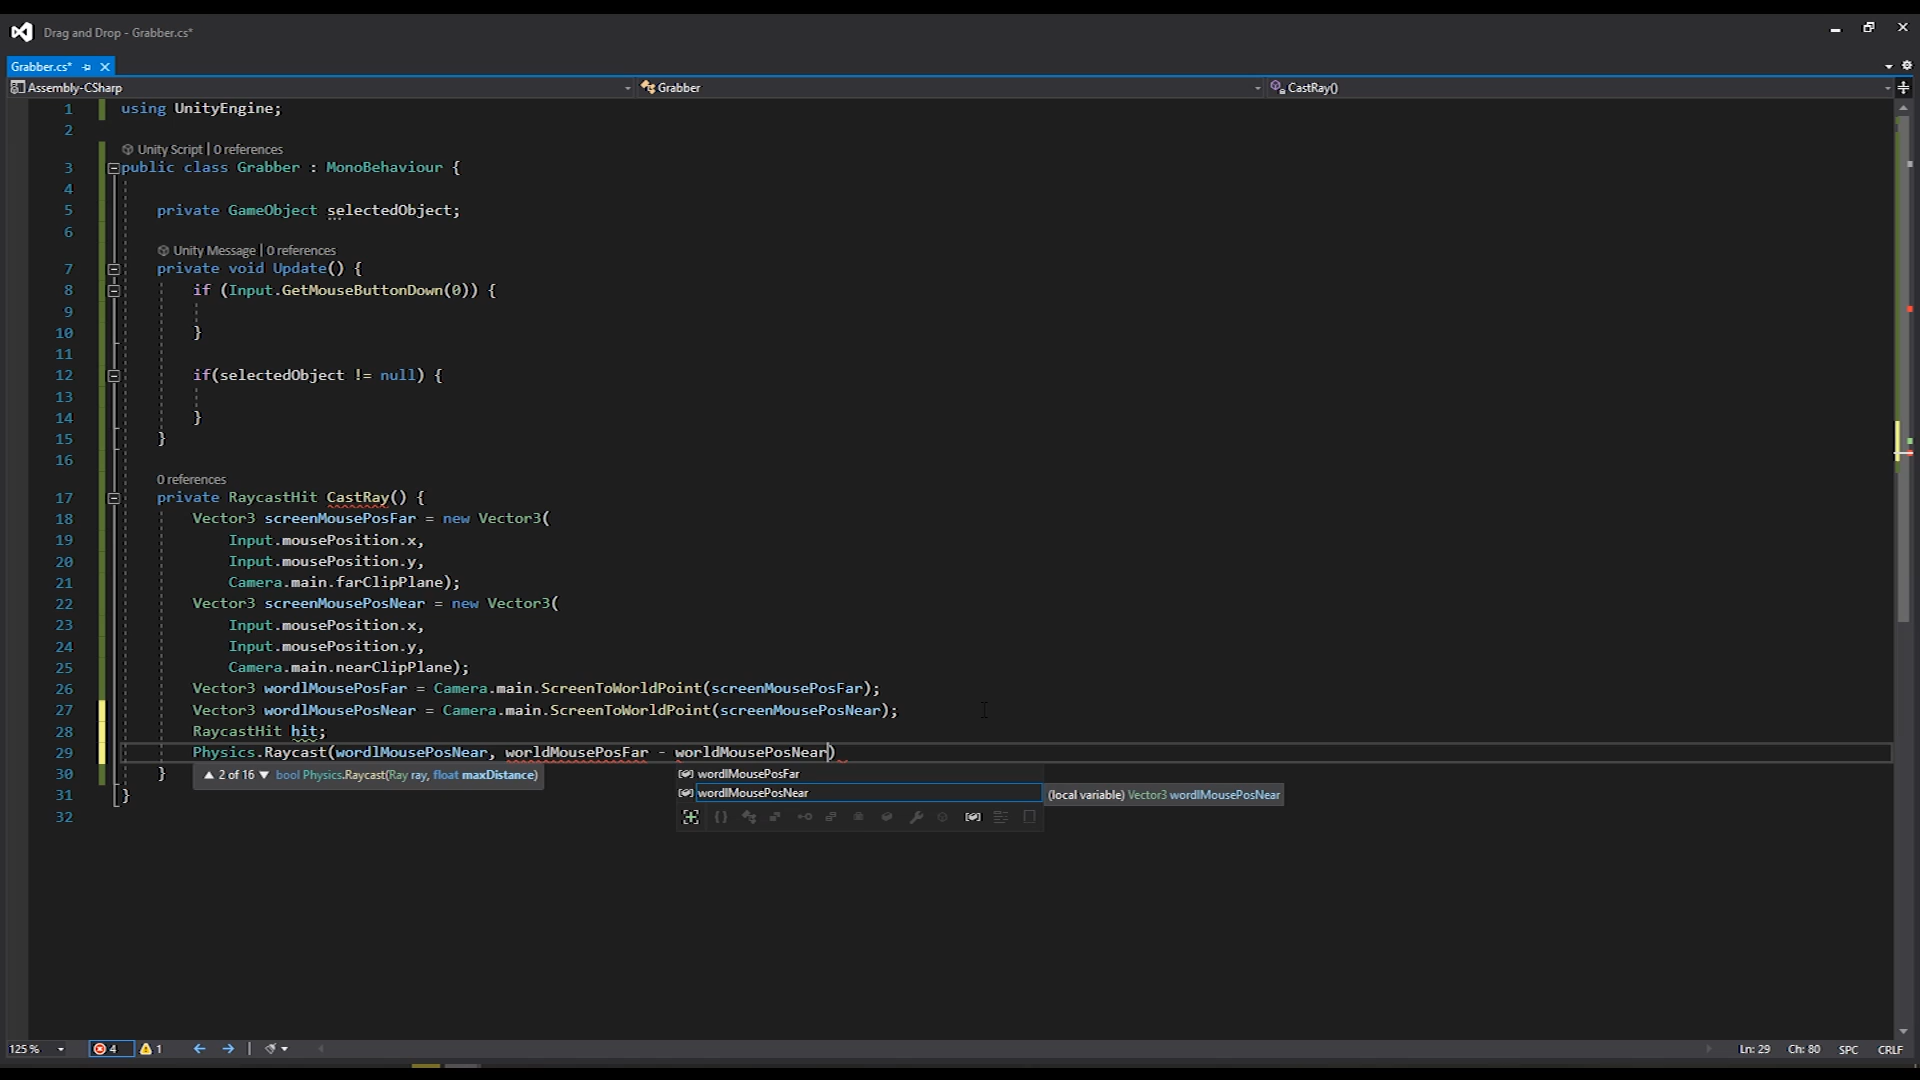 Drag and Drop - Grabber.cs*
Grabber.cs*
Assembly-CSharp Grabber CastRay()
1 using UnityEngine;
2
Unity Script | 0 references
3 public class Grabber : MonoBehaviour {
4
5 private GameObject selectedObject;
6
Unity Message | 0 references
7 private void Update() {
8 if (Input.GetMouseButtonDown(0)) {
9
10 }
11
12 if(selectedObject != null) {
13
14 }
15 }
16
0 references
17 private RaycastHit CastRay() {
18 Vector3 screenMousePosFar = new Vector3(
19 Input.mousePosition.x,
20 Input.mousePosition.y,
21 Camera.main.farClipPlane);
22 Vector3 screenMousePosNear = new Vector3(
23 Input.mousePosition.x,
24 Input.mousePosition.y,
25 Camera.main.nearClipPlane);
26 Vector3 wordlMousePosFar = Camera.main.ScreenToWorldPoint(screenMousePosFar);
27 Vector3 wordlMousePosNear = Camera.main.ScreenToWorldPoint(screenMousePosNear);
28 RaycastHit hit;
29 Physics.Raycast(wordlMousePosNear, worldMousePosFar - worldMousePosNear)
30 }
▲ 2 of 16 ▼ bool Physics.Raycast(Ray ray, float maxDistance)
wordlMousePosFar
wordlMousePosNear
(local variable) Vector3 wordlMousePosNear
31 }
32
125 % 4 1 Ln: 29 Ch: 80 SPC CRLF